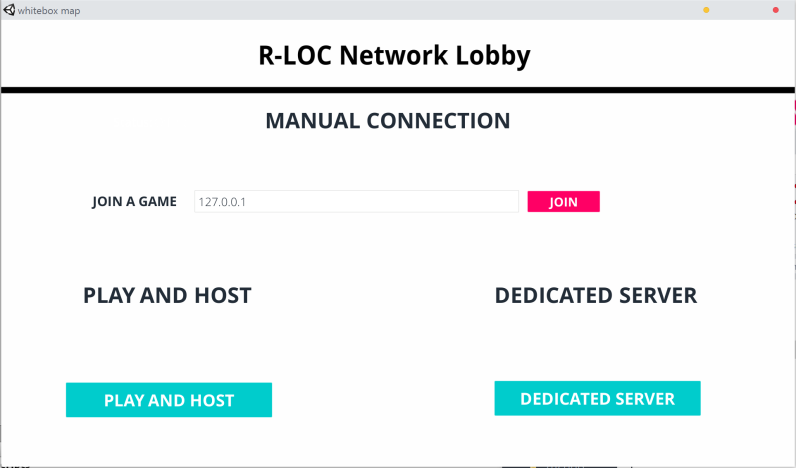 whitebox map
R-LOC Network Lobby
MANUAL CONNECTION
JOIN A GAME 127.0.0.1 JOIN
PLAY AND HOST DEDICATED SERVER
PLAY AND HOST DEDICATED SERVER